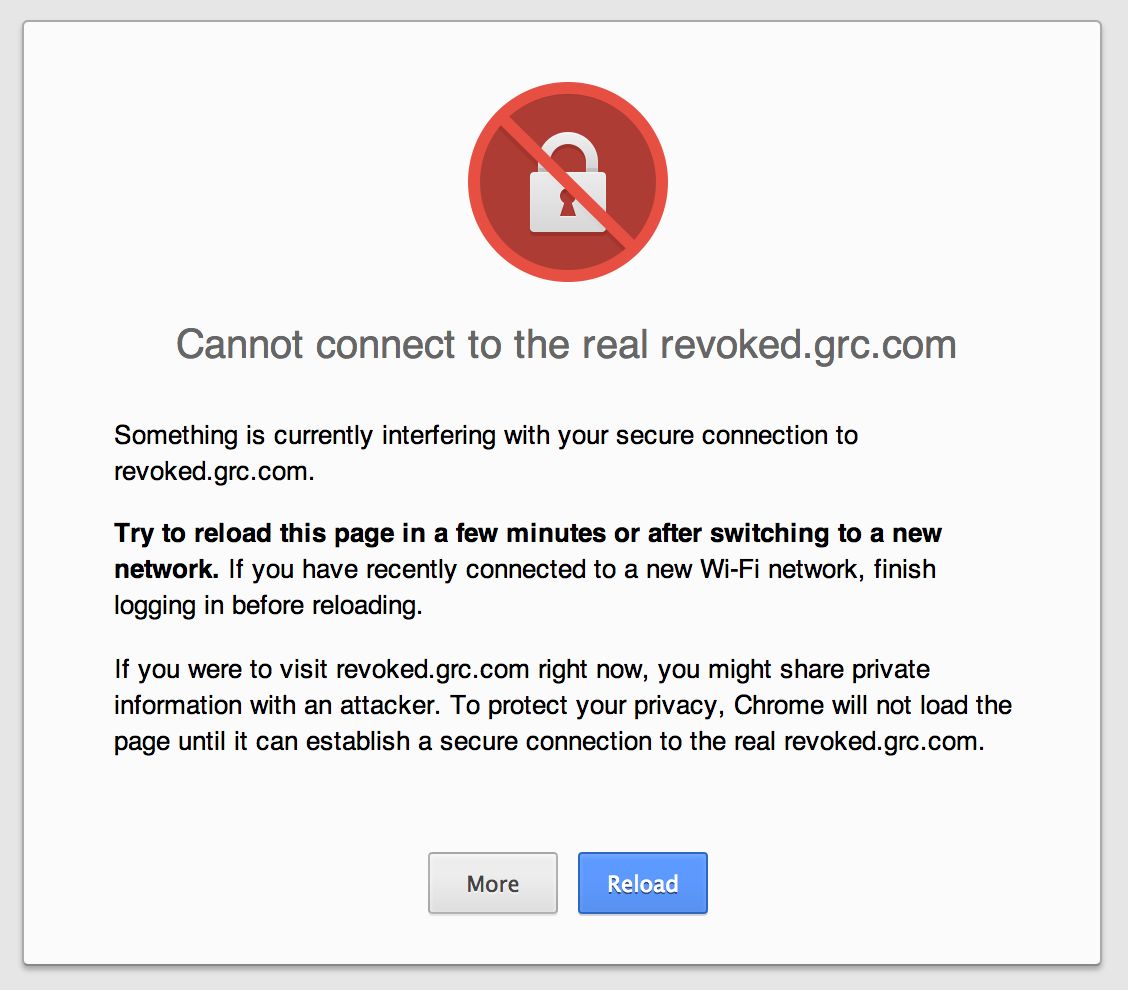 Cannot connect to the real revoked.grc.com
Something is currently interfering with your secure connection to
revoked.grc.com.
Try to reload this page in a few minutes or after switching to a new
network. If you have recently connected to a new Wi-Fi network, finish
logging in before reloading.
If you were to visit revoked.grc.com right now, you might share private
information with an attacker. To protect your privacy, Chrome will not load the
page until it can establish a secure connection to the real revoked.grc.com.
More
Reload